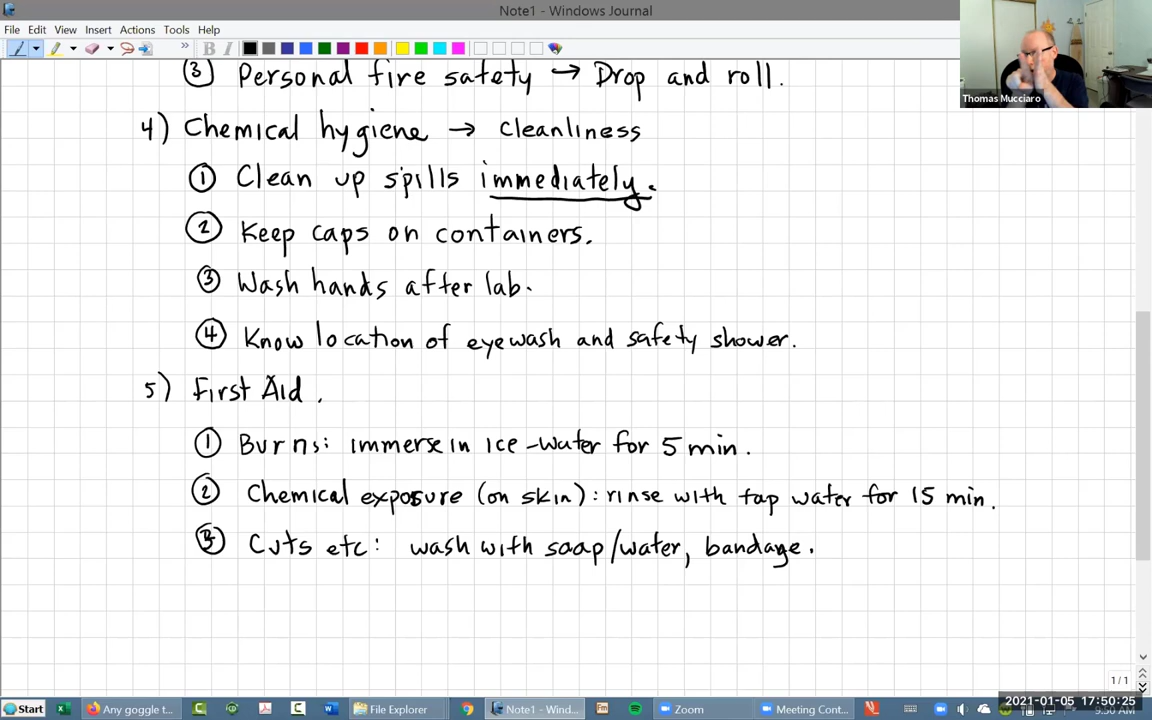 Note1 - Windows Journal
File Edit View Insert Actions Tools Help
Thomas Mucciaro
③ Personal fire safety → Drop and roll.
4) Chemical hygiene → cleanliness
① Clean up spills immediately.
② Keep caps on containers.
③ Wash hands after lab.
④ Know location of eyewash and safety shower.
5) First Aid.
① Burns: immerse in ice-water for 5 min.
② Chemical exposure (on skin): rinse with tap water for 15 min.
③ Cuts etc: wash with soap/water, bandage.
1/1
2021-01-05 17:50:25
Start Any goggle t... File Explorer Note1 - Wind... Zoom Meeting Cont...